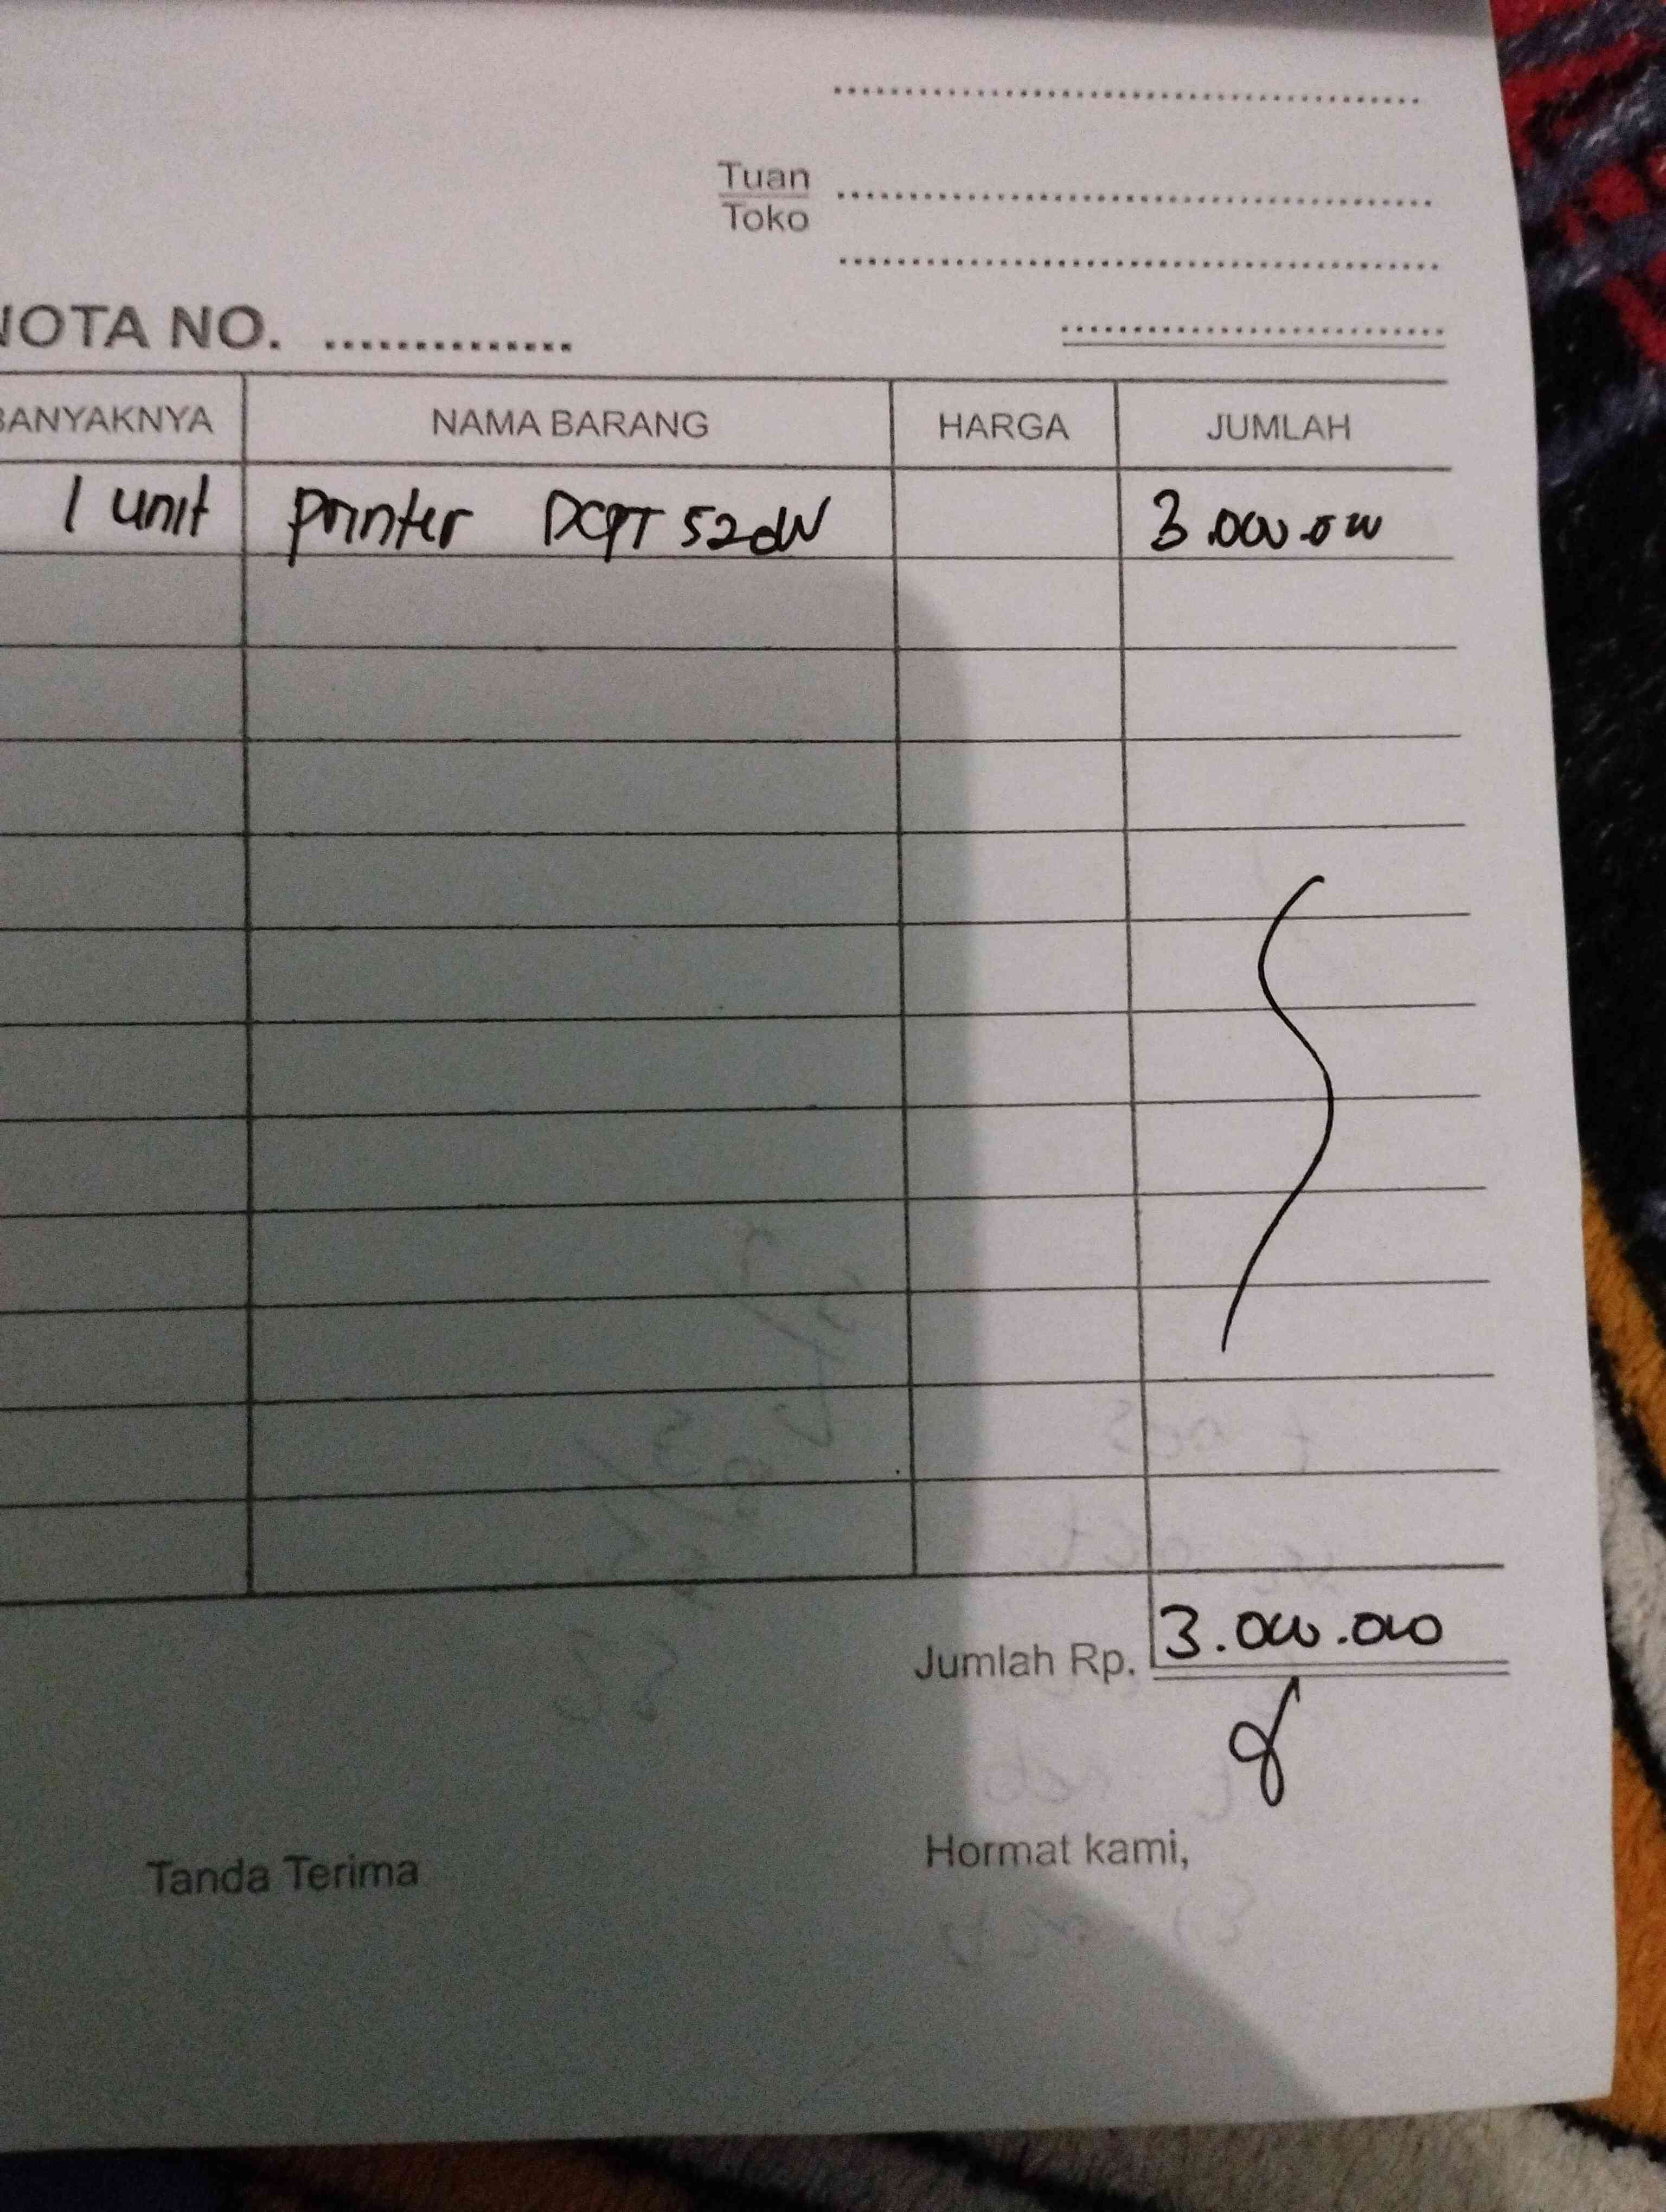 Tuan
Toko
NOTA NO.
BANYAKNYA NAMA BARANG HARGA JUMLAH
1 unit printer DCPT 520W 3.000.000
Jumlah Rp. 3.000.000
Tanda Terima Hormat kami,